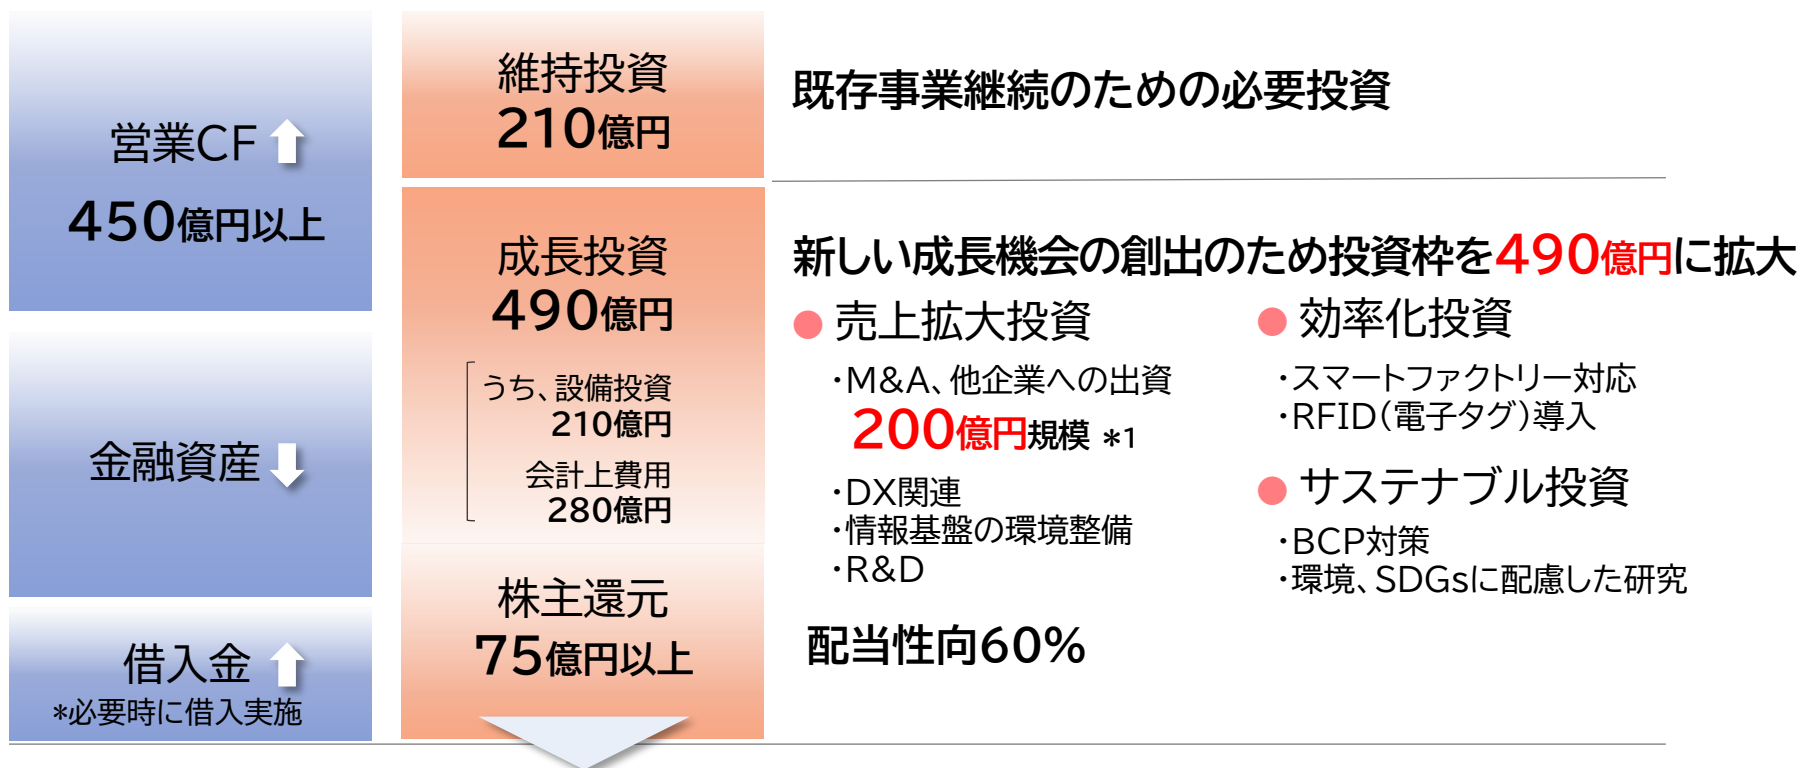 営業CF
450億円以上
金融資産
借入金
*必要時に借入実施
維持投資
210億円
成長投資
490億円
うち、設備投資
210億円
会計上費用
280億円
株主還元
75億円以上
既存事業継続のための必要投資
新しい成長機会の創出のため投資枠を490億円に拡大
● 売上拡大投資
・M&A、他企業への出資
200億円規模 *1
・DX関連
・情報基盤の環境整備
・R&D
● 効率化投資
・スマートファクトリー対応
・RFID(電子タグ)導入
● サステナブル投資
・BCP対策
・環境、SDGsに配慮した研究
配当性向60%